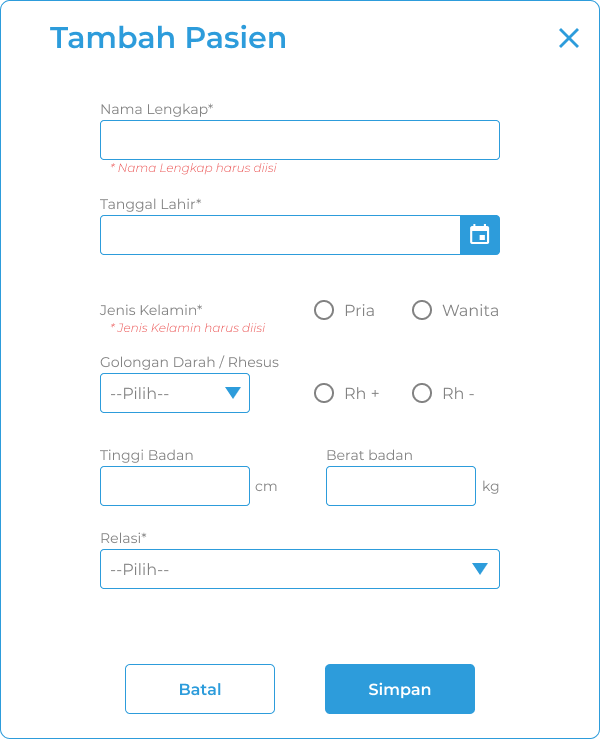 Tambah Pasien
Nama Lengkap*
* Nama Lengkap harus diisi
Tanggal Lahir*
Jenis Kelamin*
Pria
Wanita
* Jenis Kelamin harus diisi
Golongan Darah / Rhesus
--Pilih--
Rh +
Rh -
Tinggi Badan
Berat badan
cm
kg
Relasi*
--Pilih--
Batal
Simpan